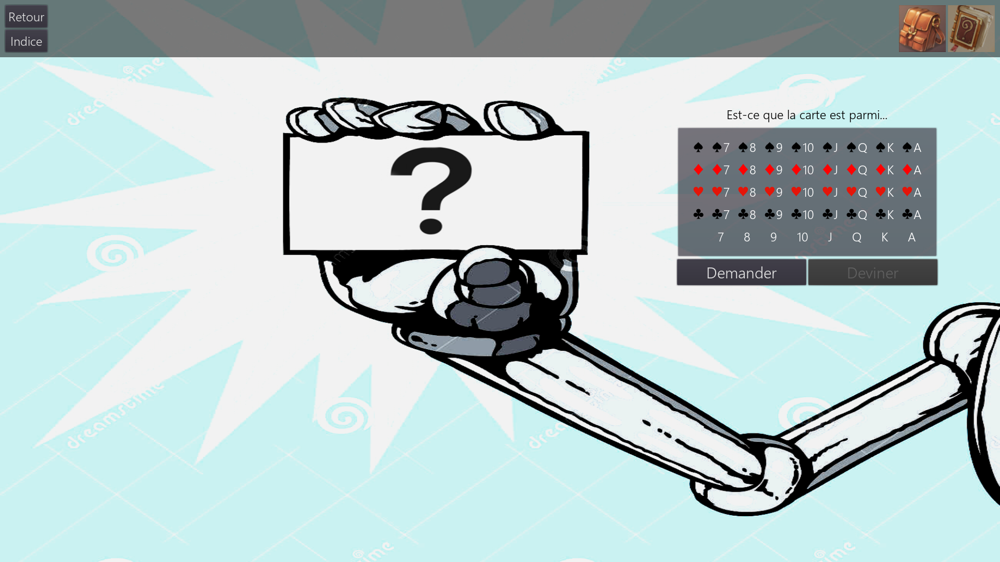 Retour
Indice
Est-ce que la carte est parmi...
♠ ♠7 ♠8 ♠9 ♠10 ♠J ♠Q ♠K ♠A
♦ ♦7 ♦8 ♦9 ♦10 ♦J ♦Q ♦K ♦A
♥ ♥7 ♥8 ♥9 ♥10 ♥J ♥Q ♥K ♥A
♣ ♣7 ♣8 ♣9 ♣10 ♣J ♣Q ♣K ♣A
7 8 9 10 J Q K A
Demander Deviner
?
dreamstime